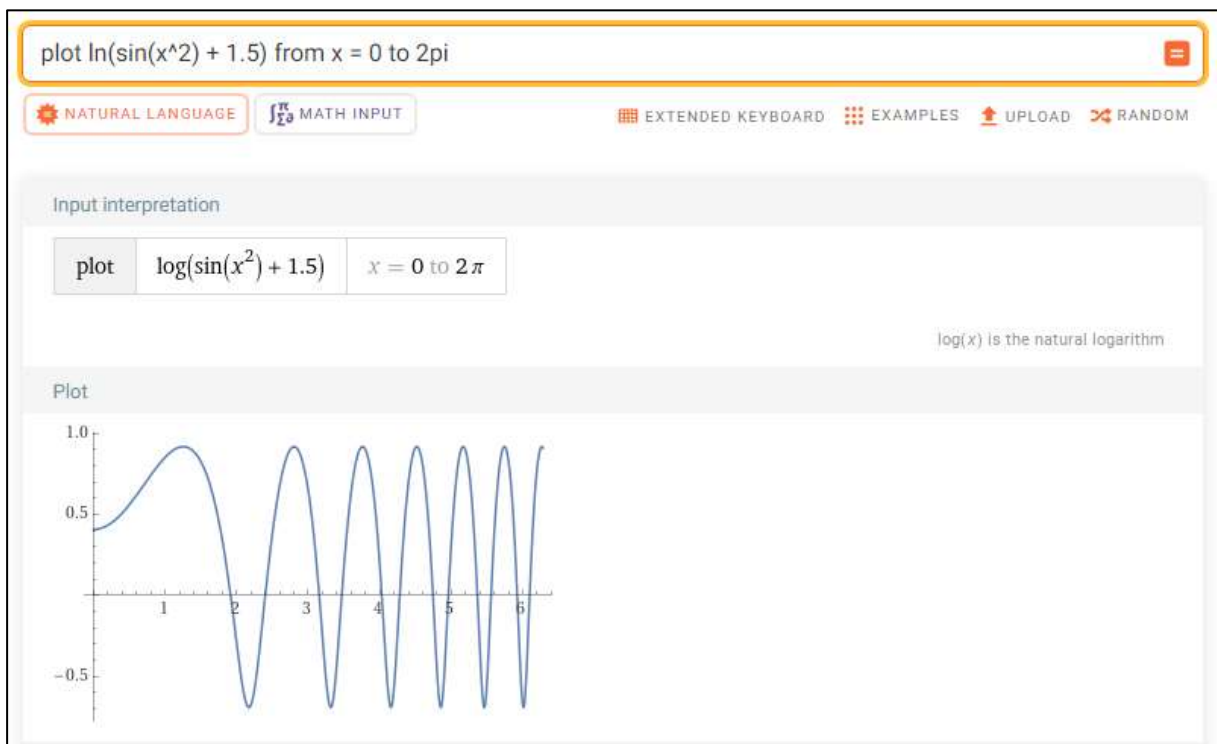 plot ln(sin(x^2) + 1.5) from x = 0 to 2pi
=
NATURAL LANGUAGE ∫Σ∂π MATH INPUT EXTENDED KEYBOARD EXAMPLES UPLOAD RANDOM
Input interpretation
plot log(sin(x²) + 1.5) x = 0 to 2 π
log(x) is the natural logarithm
Plot
1.0
0.5
1 2 3 4 5 6
−0.5